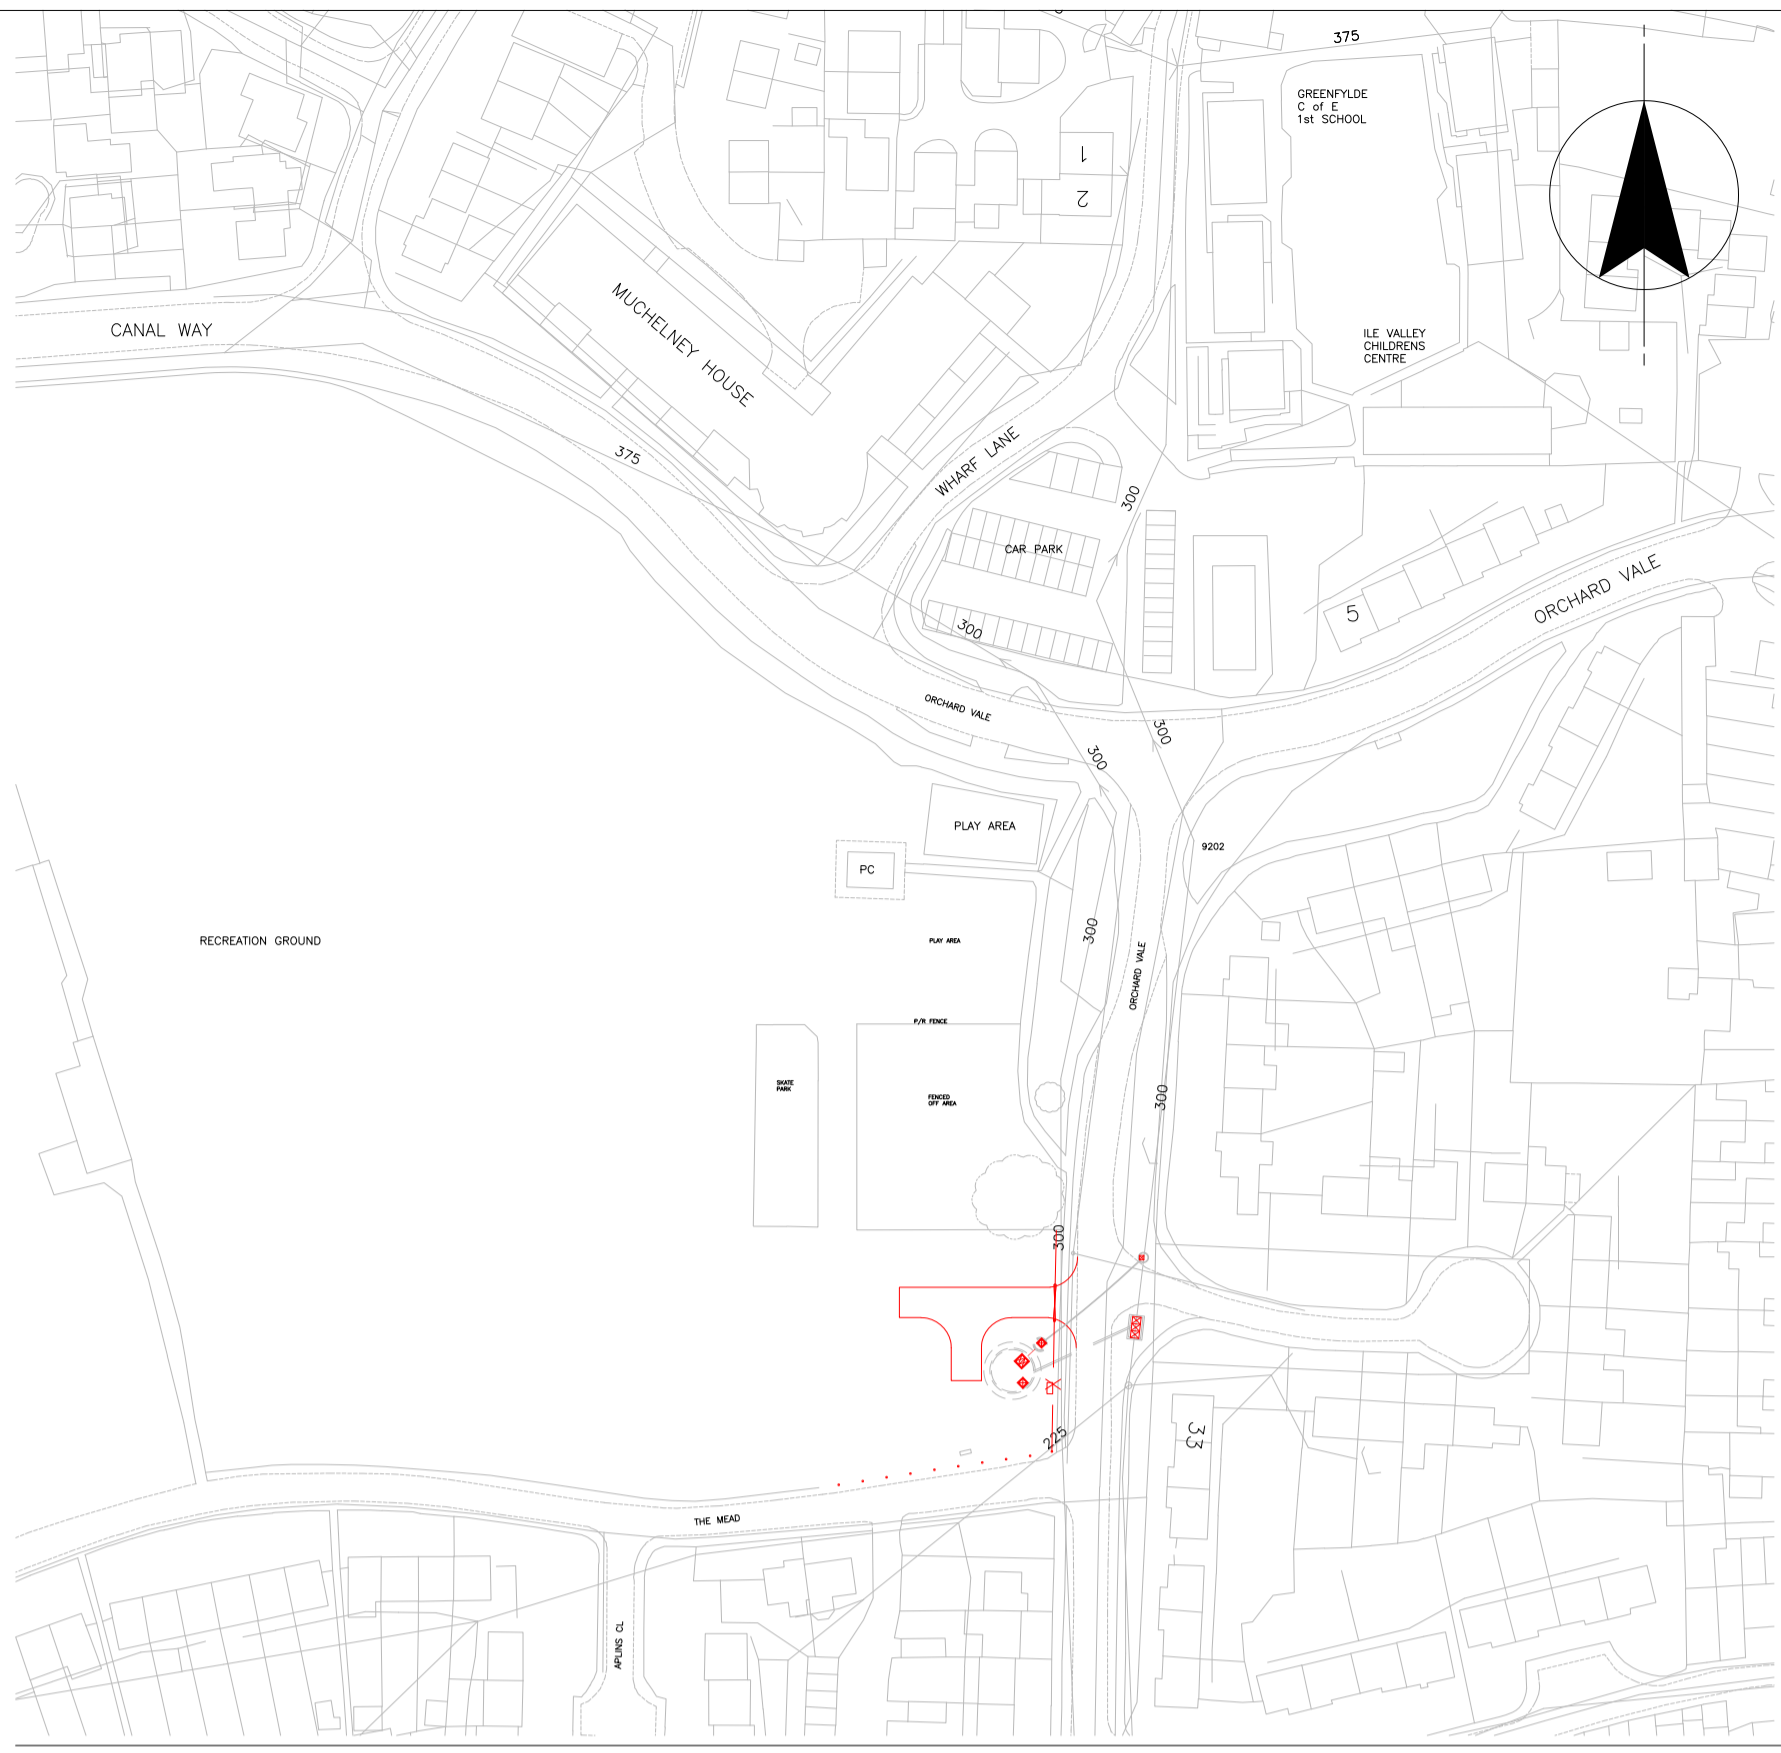 375
GREENFYLDE
C of E
1st SCHOOL
1
2
CANAL WAY
MUCHELNEY HOUSE
ILE VALLEY
CHILDRENS
CENTRE
375
WHARF LANE
300
CAR PARK
ORCHARD VALE
5
300
ORCHARD VALE
300
300
PLAY AREA
9202
PC
300
RECREATION GROUND
PLAY AREA
ORCHARD VALE
P/R FENCE
SKATE
PARK
FENCED
OFF AREA
300
300
225
33
THE MEAD
APLINS CL